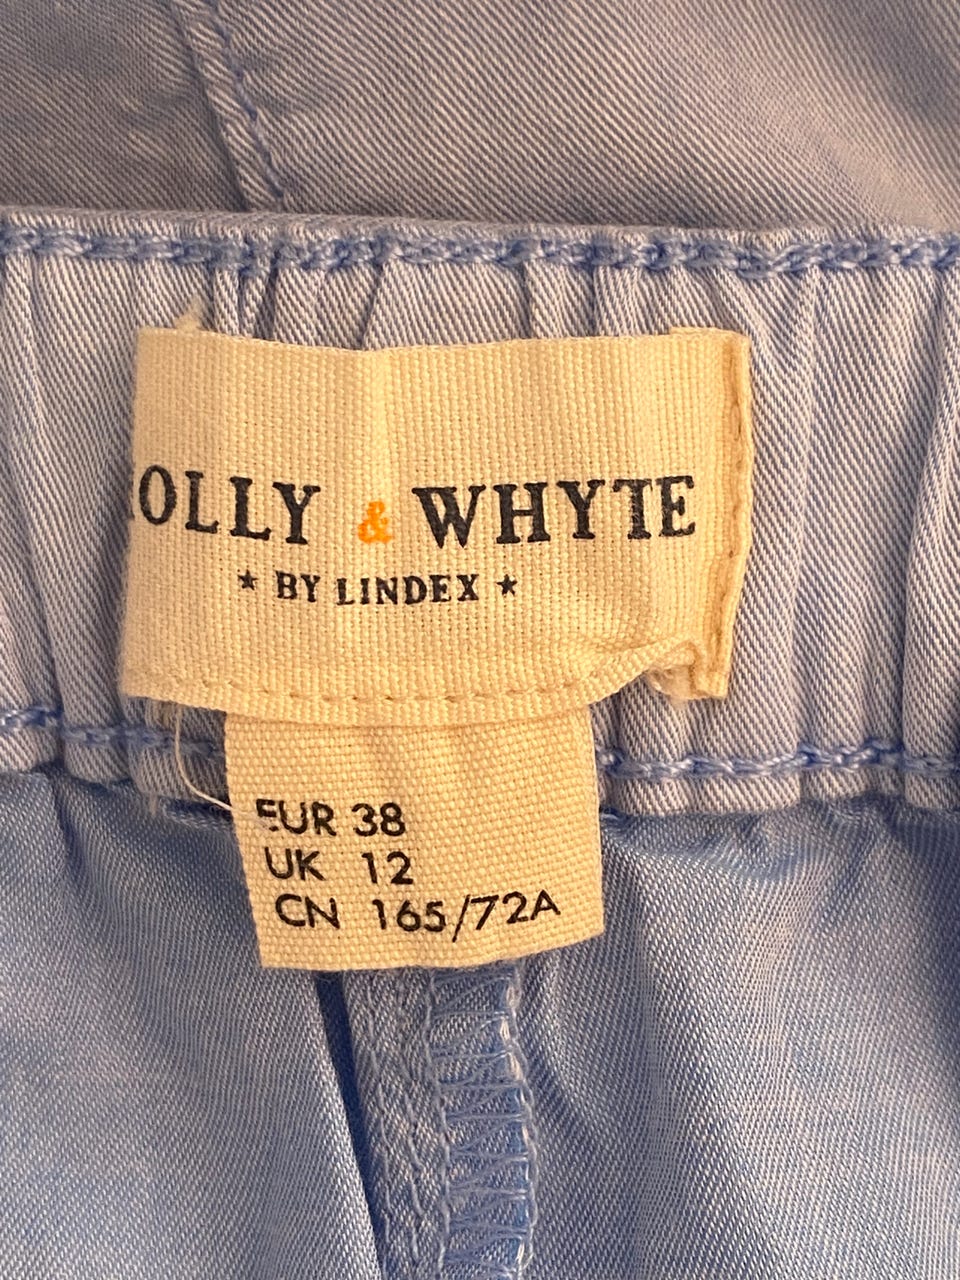 OLLY & WHYTE
★ BY LINDEX ★
EUR 38
UK 12
CN 165/72A